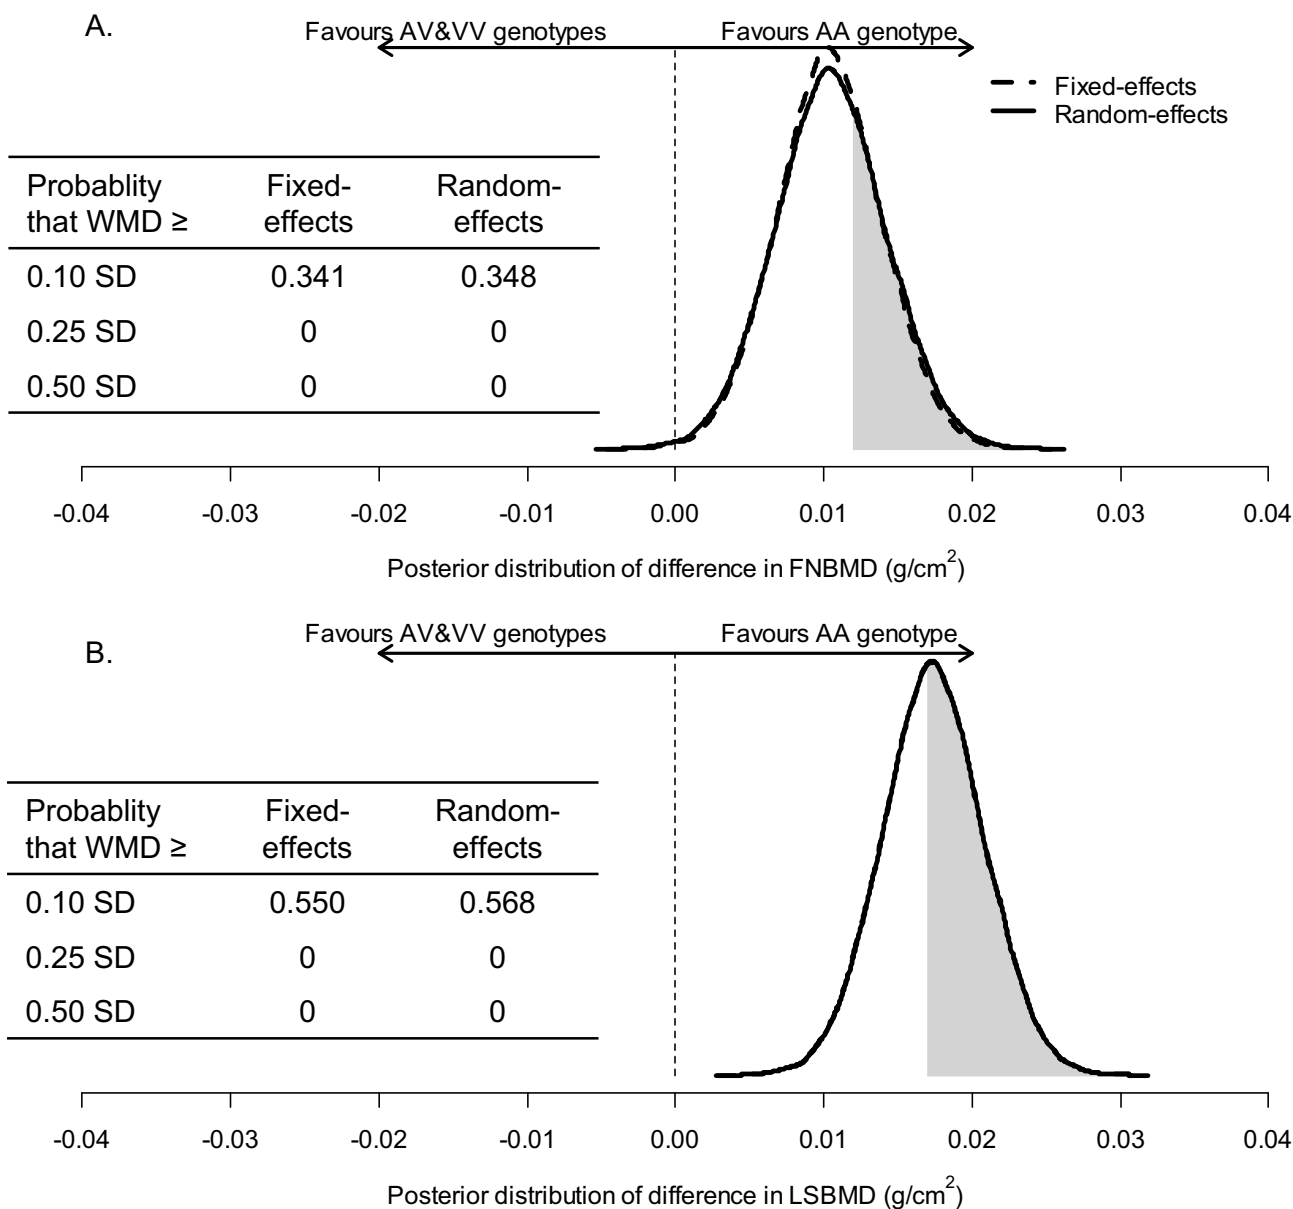 A.
Favours AV&VV genotypes Favours AA genotype
Fixed-effects
Random-effects
Probablity Fixed- Random-
that WMD ≥ effects effects
0.10 SD 0.341 0.348
0.25 SD 0 0
0.50 SD 0 0
-0.04 -0.03 -0.02 -0.01 0.00 0.01 0.02 0.03 0.04
Posterior distribution of difference in FNBMD (g/cm²)
Favours AV&VV genotypes Favours AA genotype
B.
Probablity Fixed- Random-
that WMD ≥ effects effects
0.10 SD 0.550 0.568
0.25 SD 0 0
0.50 SD 0 0
-0.04 -0.03 -0.02 -0.01 0.00 0.01 0.02 0.03 0.04
Posterior distribution of difference in LSBMD (g/cm²)